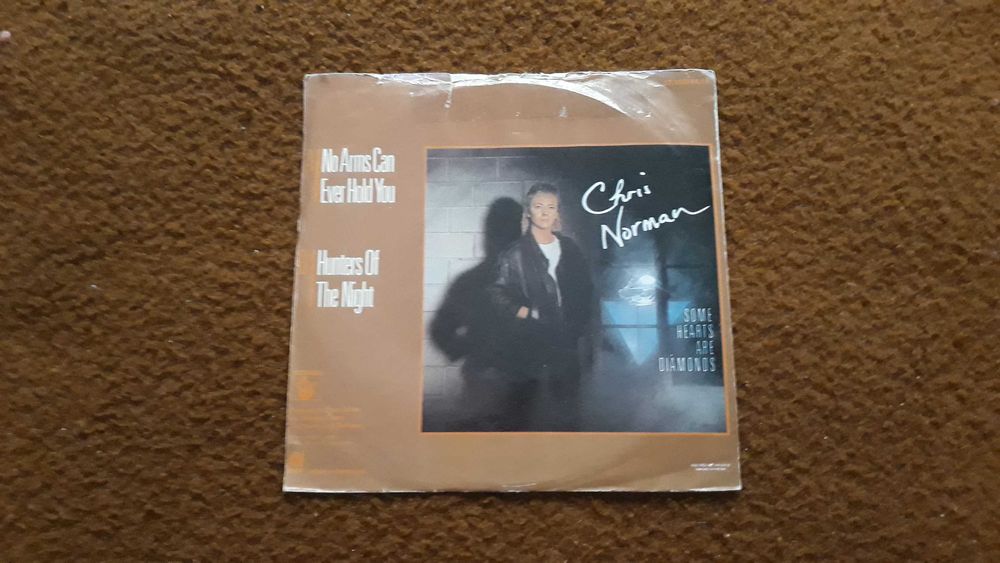 No Arms Can
Ever Hold You
Hunters Of
The Night
Chris
Norman
SOME
HEARTS
ARE
DIAMONDS